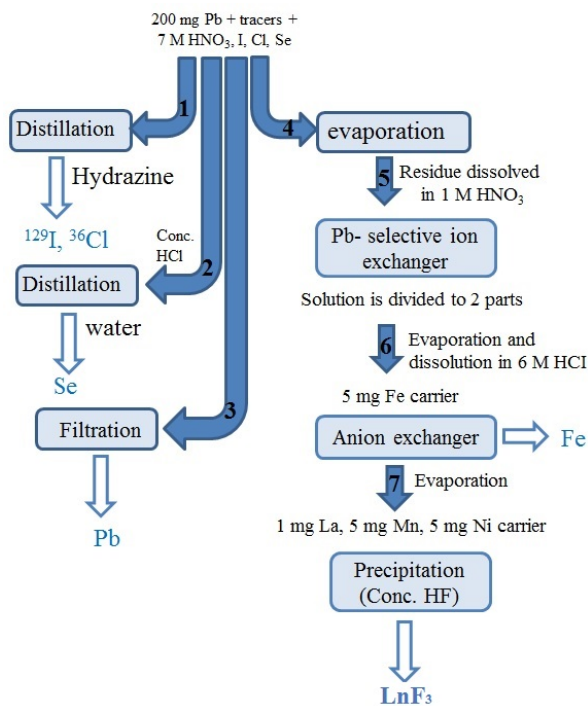 200 mg Pb + tracers +
7 M HNO₃, I, Cl, Se
1
Distillation
Hydrazine
¹²⁹I, ³⁶Cl
Conc.
HCl
2
Distillation
water
Se
3
Filtration
Pb
4
evaporation
5
Residue dissolved
in 1 M HNO₃
Pb- selective ion
exchanger
Solution is divided to 2 parts
6
Evaporation and
dissolution in 6 M HCl
5 mg Fe carrier
Anion exchanger
Fe
7
Evaporation
1 mg La, 5 mg Mn, 5 mg Ni carrier
Precipitation
(Conc. HF)
LnF₃